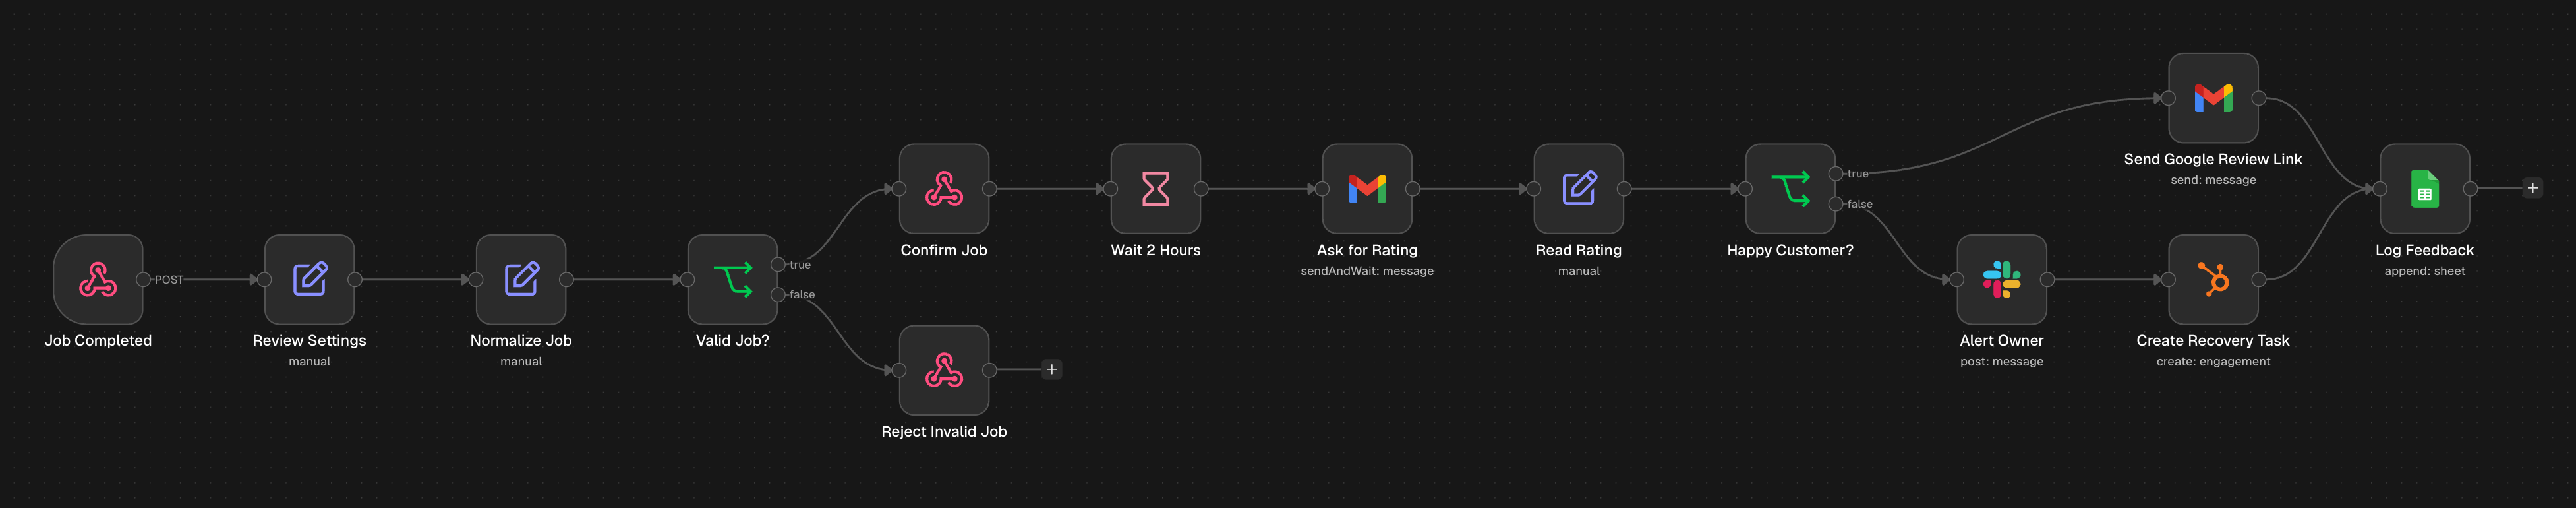 Job Completed
POST
Review Settings
manual
Normalize Job
manual
Valid Job?
true
false
Confirm Job
Reject Invalid Job
Wait 2 Hours
Ask for Rating
sendAndWait: message
Read Rating
manual
Happy Customer?
true
false
Send Google Review Link
send: message
Alert Owner
post: message
Create Recovery Task
create: engagement
Log Feedback
append: sheet